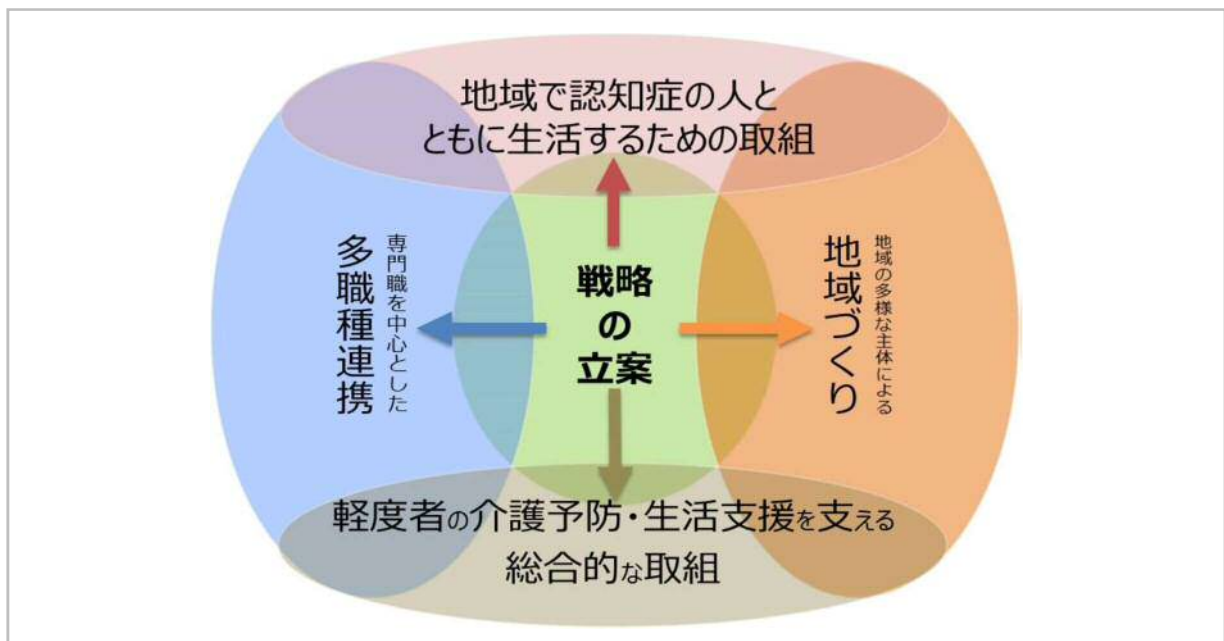 地域で認知症の人と
ともに生活するための取組
専門職を中心とした
多職種連携
戦略
の
立案
地域の多様な主体による
地域づくり
軽度者の介護予防・生活支援を支える
総合的な取組